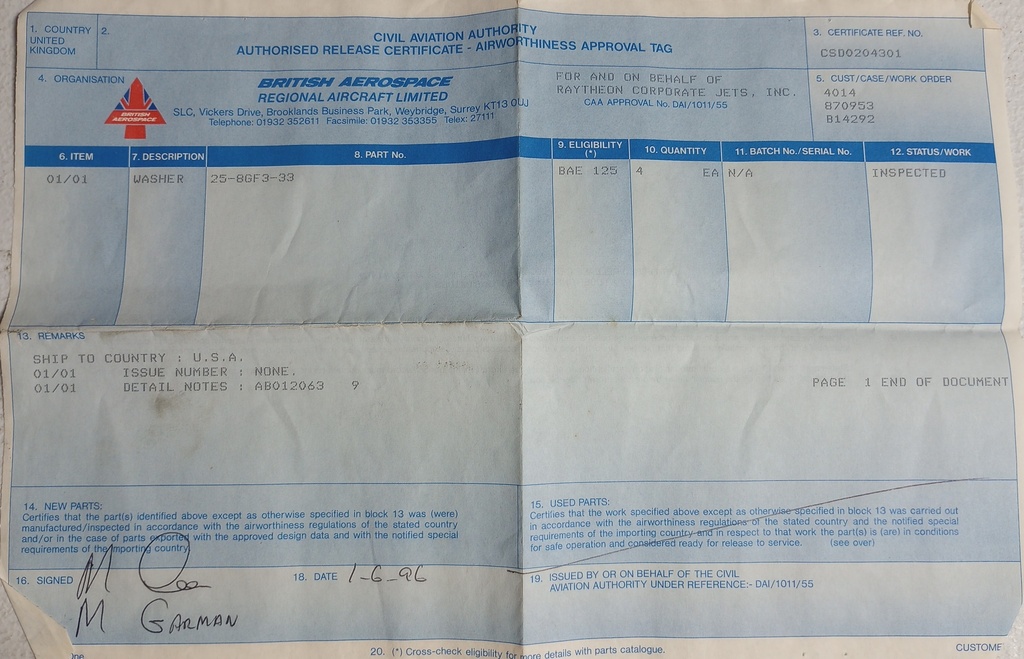 1. COUNTRY
UNITED
KINGDOM
2.
CIVIL AVIATION AUTHORITY
AUTHORISED RELEASE CERTIFICATE - AIRWORTHINESS APPROVAL TAG
3. CERTIFICATE REF. NO.
CSD0204301
4. ORGANISATION
BRITISH
AEROSPACE
BRITISH AEROSPACE
REGIONAL AIRCRAFT LIMITED
SLC, Vickers Drive, Brooklands Business Park, Weybridge, Surrey KT13 0UJ
Telephone: 01932 352611 Facsimile: 01932 353355 Telex: 27111
FOR AND ON BEHALF OF
RAYTHEON CORPORATE JETS, INC.
CAA APPROVAL No. DAI/1011/55
5. CUST/CASE/WORK ORDER
4014
870953
B14292
6. ITEM 7. DESCRIPTION 8. PART No. 9. ELIGIBILITY (*) 10. QUANTITY 11. BATCH No./SERIAL No. 12. STATUS/WORK
01/01 WASHER 25-8GF3-33 BAE 125 4 EA N/A INSPECTED
13. REMARKS
SHIP TO COUNTRY : U.S.A.
01/01 ISSUE NUMBER : NONE.
01/01 DETAIL NOTES : AB012063 9
PAGE 1 END OF DOCUMENT
14. NEW PARTS:
Certifies that the part(s) identified above except as otherwise specified in block 13 was (were)
manufactured/inspected in accordance with the airworthiness regulations of the stated country
and/or in the case of parts exported with the approved design data and with the notified special
requirements of the importing country.
15. USED PARTS:
Certifies that the work specified above except as otherwise specified in block 13 was carried out
in accordance with the airworthiness regulations of the stated country and the notified special
requirements of the importing country and in respect to that work the part(s) is (are) in conditions
for safe operation and considered ready for release to service. (see over)
16. SIGNED
M GARMAN
18. DATE 1-6-96
19. ISSUED BY OR ON BEHALF OF THE CIVIL
AVIATION AUTHORITY UNDER REFERENCE:- DAI/1011/55
20. (*) Cross-check eligibility for more details with parts catalogue.
CUSTOME